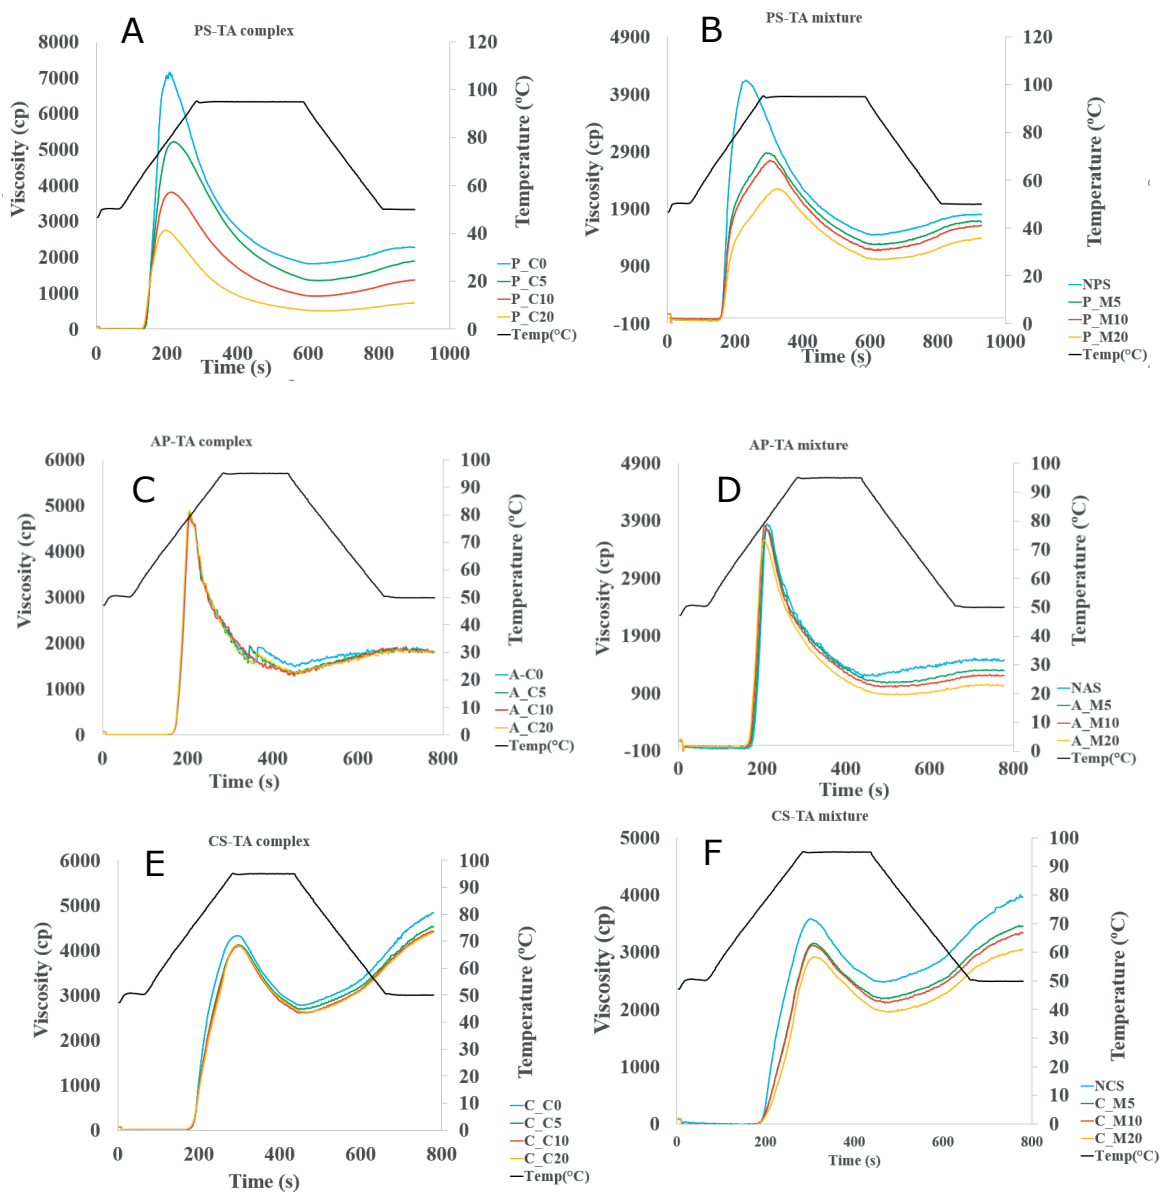 A
PS-TA complex
8000
7000
6000
5000
4000
3000
2000
1000
0
Viscosity (cp)
120
100
80
60
40
20
0
Temperature (ºC)
0 200 400 600 800 1000
Time (s)
P_C0
P_C5
P_C10
P_C20
Temp(°C)
B
PS-TA mixture
4900
3900
2900
1900
900
-100
Viscosity (cp)
120
100
80
60
40
20
0
Temperature (ºC)
0 200 400 600 800 1000
Time (s)
NPS
P_M5
P_M10
P_M20
Temp(°C)
C
AP-TA complex
6000
5000
4000
3000
2000
1000
0
Viscosity (cp)
100
90
80
70
60
50
40
30
20
10
0
Temperature (ºC)
0 200 400 600 800
Time (s)
A-C0
A_C5
A_C10
A_C20
Temp(°C)
D
AP-TA mixture
4900
3900
2900
1900
900
-100
Viscosity (cp)
100
90
80
70
60
50
40
30
20
10
0
Temperature (ºC)
0 200 400 600 800
Time (s)
NAS
A_M5
A_M10
A_M20
Temp(°C)
E
CS-TA complex
6000
5000
4000
3000
2000
1000
0
Viscosity (cp)
100
90
80
70
60
50
40
30
20
10
0
Temperature (ºC)
0 200 400 600 800
Time (s)
C_C0
C_C5
C_C10
C_C20
Temp(°C)
F
CS-TA mixture
5000
4000
3000
2000
1000
0
Viscosity (cp)
100
90
80
70
60
50
40
30
20
10
0
Temperature (ºC)
0 200 400 600 800
Time (s)
NCS
C_M5
C_M10
C_M20
Temp(°C)